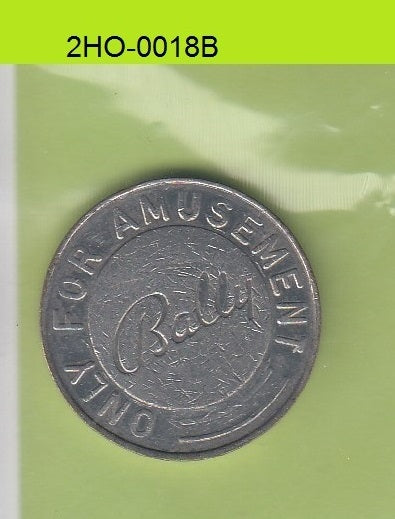 2HO-0018B
ONLY FOR AMUSEMENT
Bally